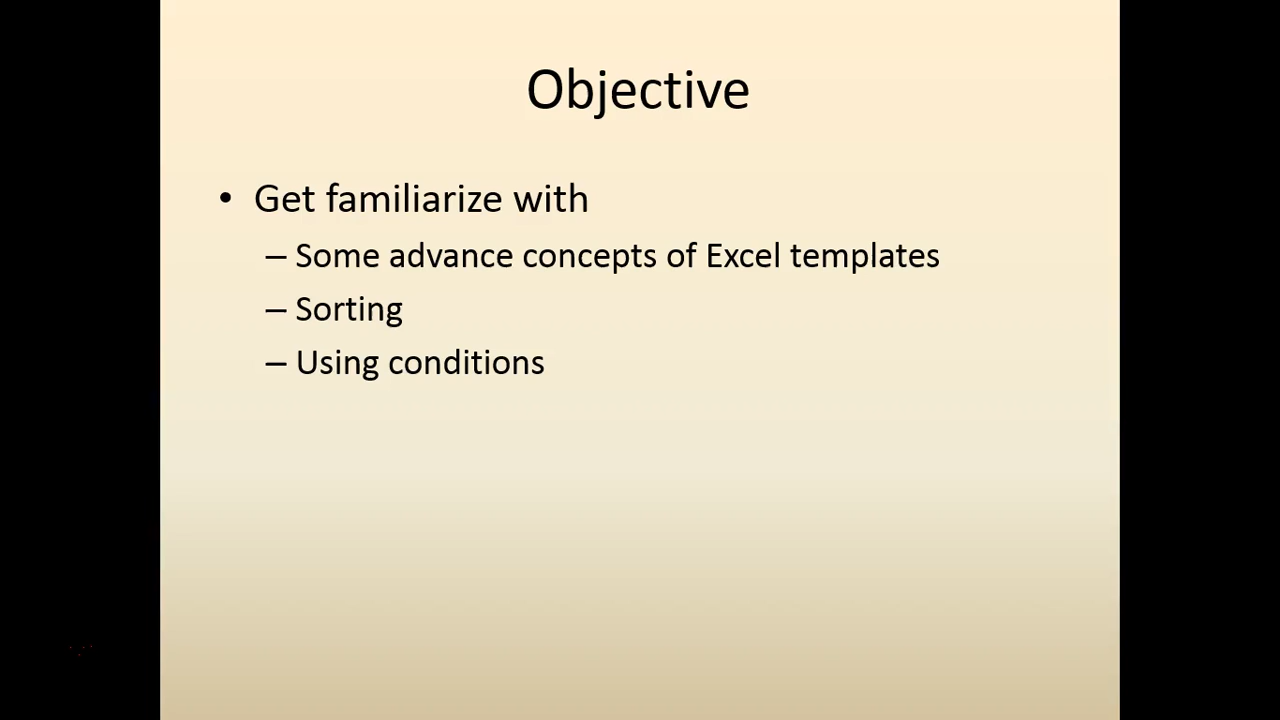 Objective
• Get familiarize with
– Some advance concepts of Excel templates
– Sorting
– Using conditions